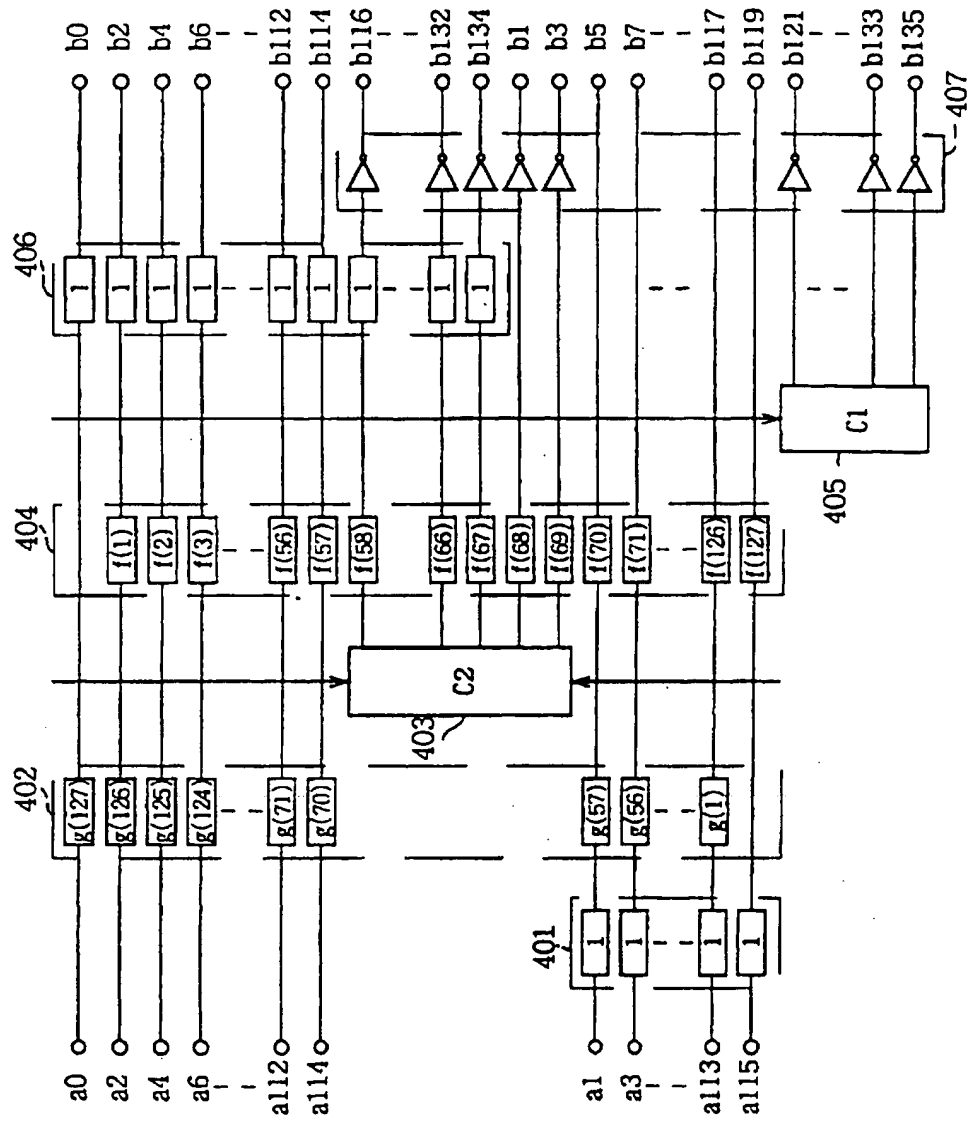 406
a0 g(127) 1 b0
402 404
a2 g(126) f(1) 1 b2
a4 g(125) f(2) 1 b4
a6 g(124) f(3) 1 b6
a112 g(71) f(56) 1 b112
a114 g(70) f(57) 1 b114
f(58) 1 b116
f(66) 1 b132
403 C2 f(67) 1 b134
f(68) b1
f(69) b3
401
a1 1 g(57) f(70) b5
a3 1 g(56) f(71) b7
a113 1 g(1) f(126) b117
a115 1 f(127) b119
b121
405 C1 b133
b135
407